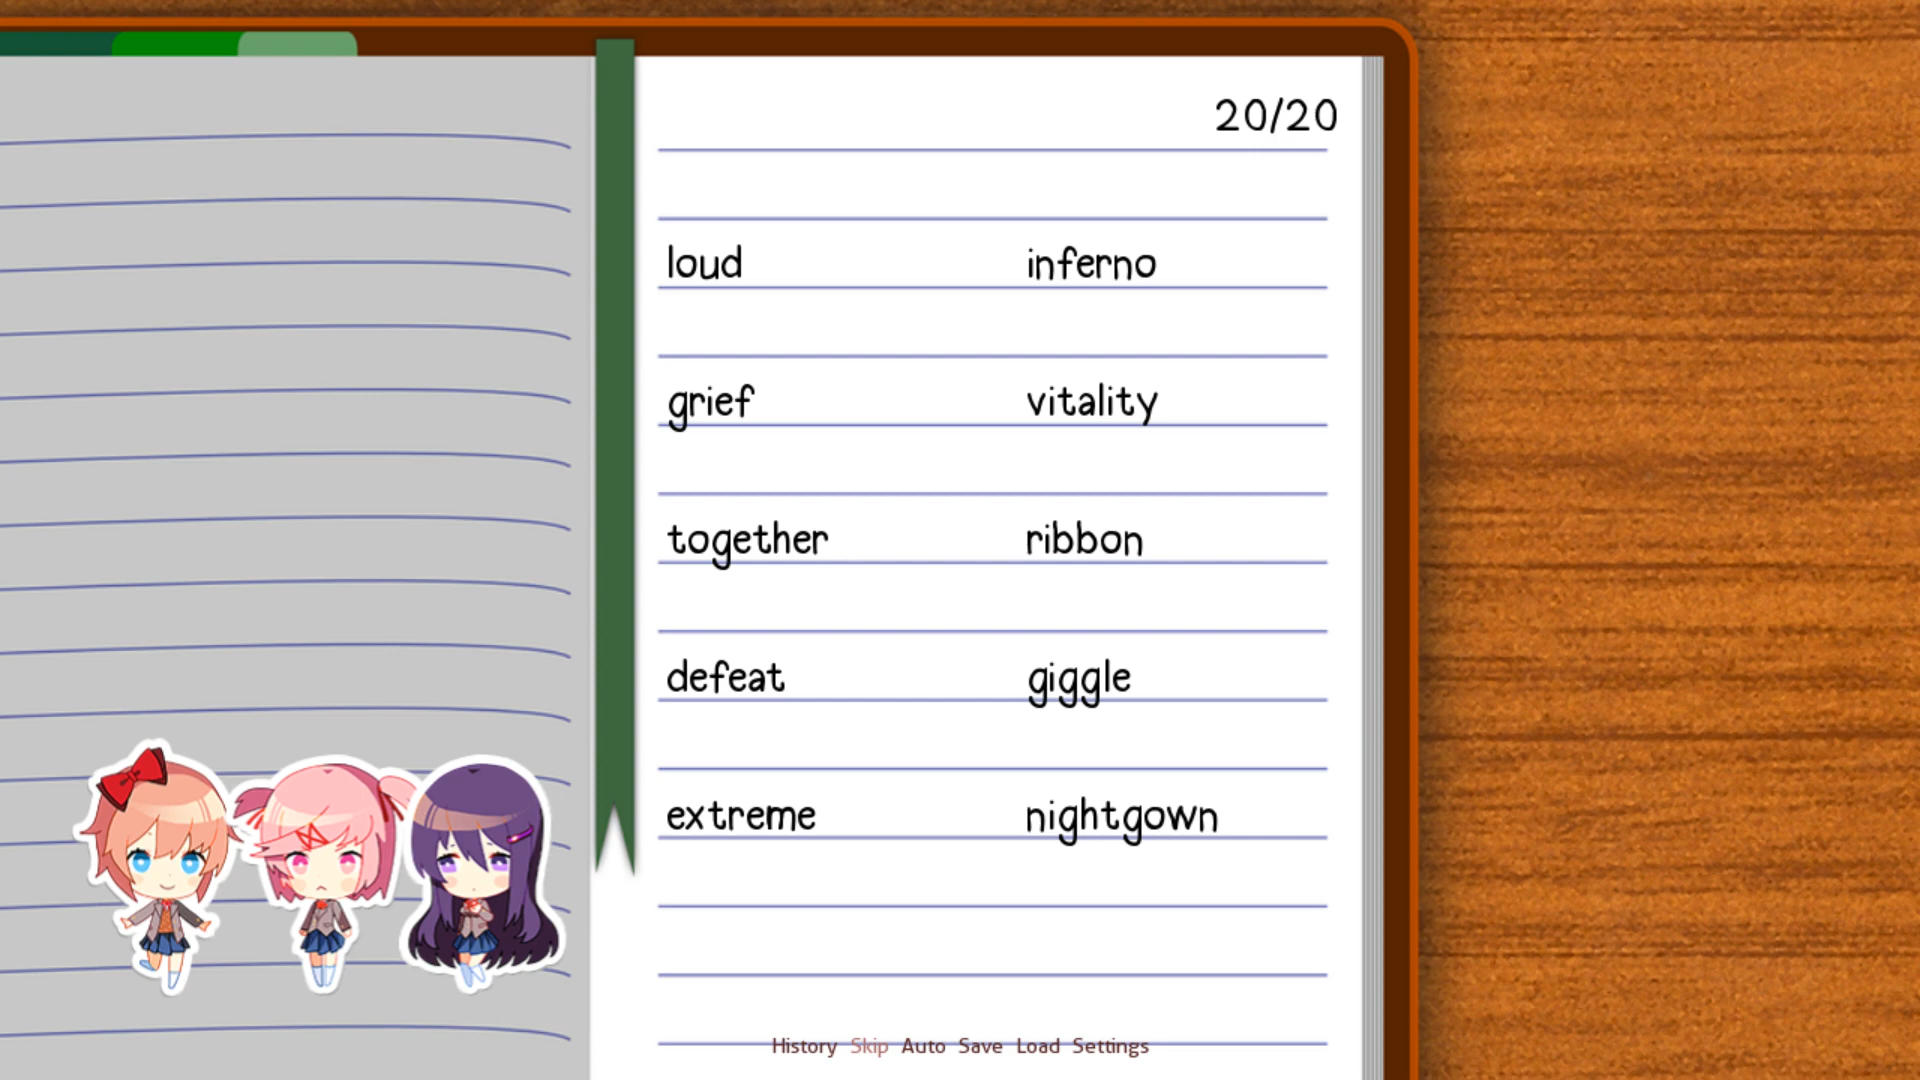 20/20
loud inferno
grief vitality
together ribbon
defeat giggle
extreme nightgown
History Skip Auto Save Load Settings